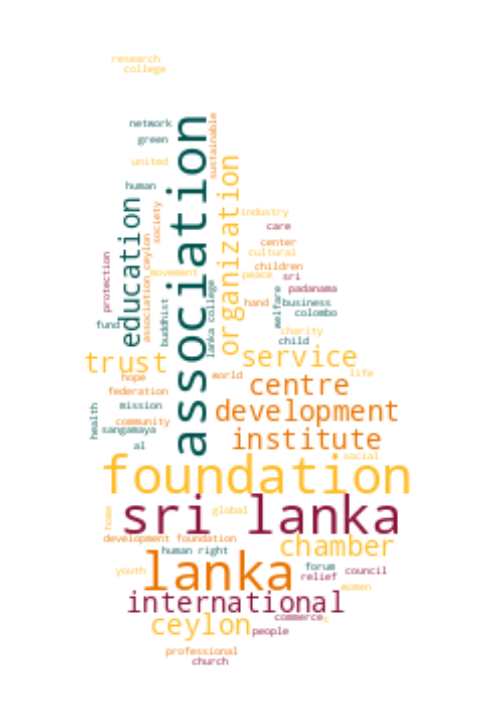 research
college
network
green
sustainable
united
human
association
organization
education
society
industry
care
center
cultural
association ceylon
protection
movement
peace
children
sri
padanama
buddhist
lanka college
hand
welfare
business
colombo
fund
charity
child
trust
service
hope
world
life
centre
federation
mission
development
community
health
sangamaya
institute
al
social
foundation
home
global
sri lanka
development foundation
chamber
human right
lanka
forum
youth
council
relief
women
international
ceylon
commerce
s
people
professional
church